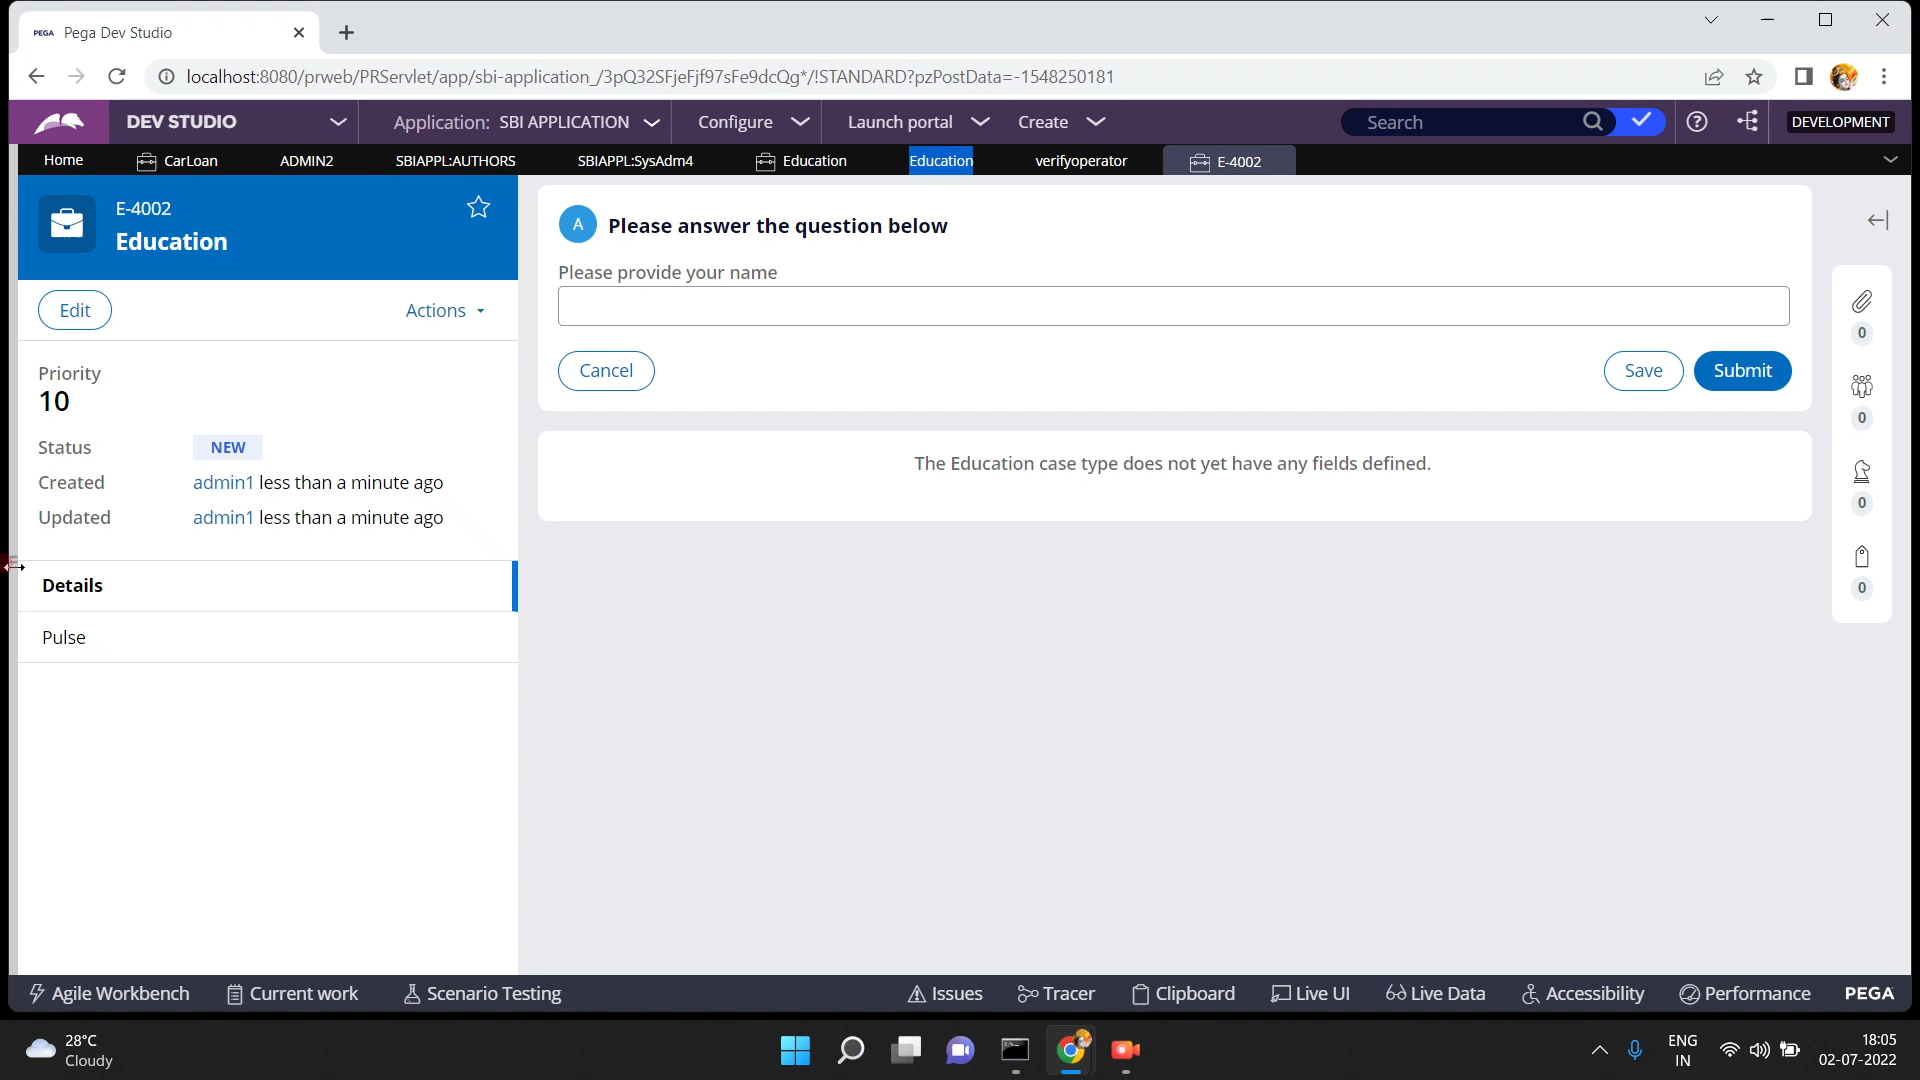 PEGA Pega Dev Studio
localhost:8080/prweb/PRServlet/app/sbi-application_/3pQ32SFjeFjf97sFe9dcQg*/!STANDARD?pzPostData=-1548250181
DEV STUDIO Application: SBI APPLICATION Configure Launch portal Create Search DEVELOPMENT
Home CarLoan ADMIN2 SBIAPPL:AUTHORS SBIAPPL:SysAdm4 Education Education verifyoperator E-4002
E-4002
Education
Edit Actions
Priority
10
Status NEW
Created admin1 less than a minute ago
Updated admin1 less than a minute ago
Details
Pulse
A Please answer the question below
Please provide your name
Cancel Save Submit
The Education case type does not yet have any fields defined.
0
0
0
0
Agile Workbench Current work Scenario Testing Issues Tracer Clipboard Live UI Live Data Accessibility Performance PEGA
28°C
Cloudy
ENG
IN
18:05
02-07-2022